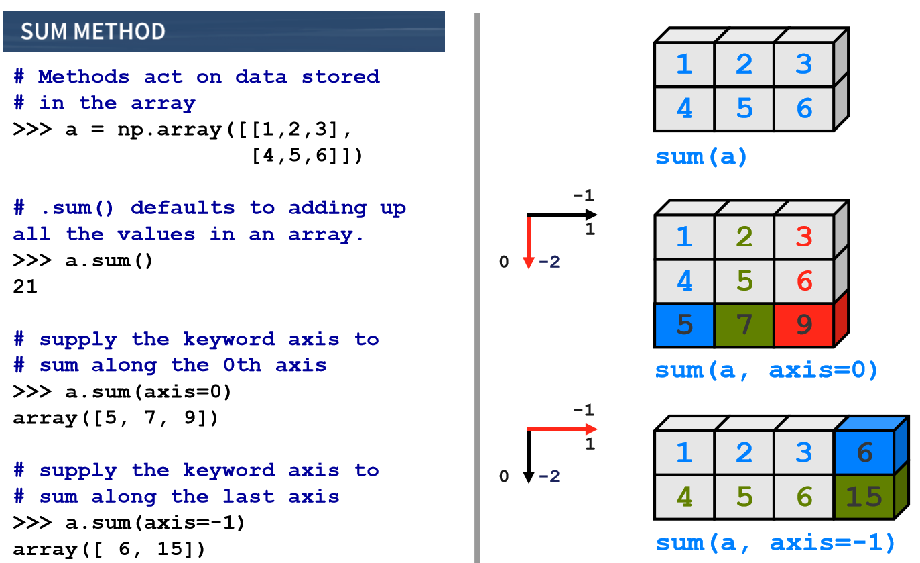 SUM METHOD
# Methods act on data stored
# in the array
>>> a = np.array([[1,2,3],
[4,5,6]])
# .sum() defaults to adding up
all the values in an array.
>>> a.sum()
21
# supply the keyword axis to
# sum along the 0th axis
>>> a.sum(axis=0)
array([5, 7, 9])
# supply the keyword axis to
# sum along the last axis
>>> a.sum(axis=-1)
array([ 6, 15])
1 2 3
4 5 6
sum(a)
-1
1
0 -2
1 2 3
4 5 6
5 7 9
sum(a, axis=0)
-1
1
0 -2
1 2 3 6
4 5 6 15
sum(a, axis=-1)